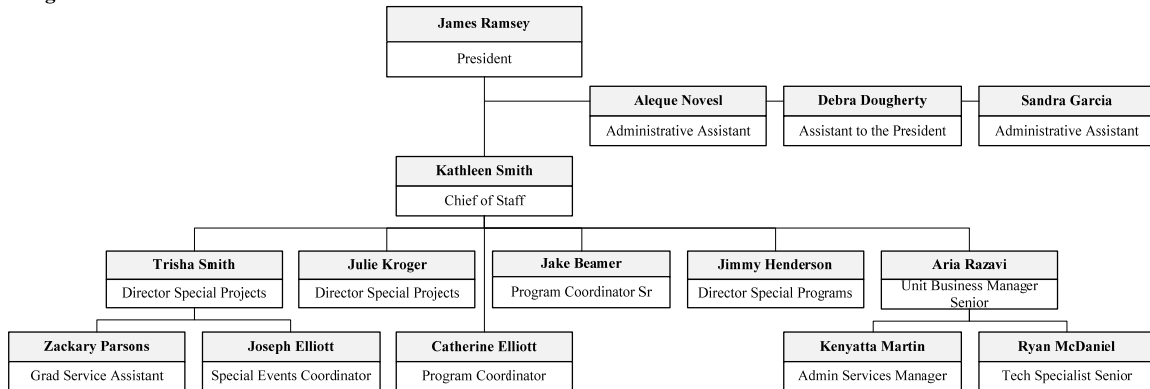 James Ramsey
President
Aleque Novesl
Administrative Assistant
Debra Dougherty
Assistant to the President
Sandra Garcia
Administrative Assistant
Kathleen Smith
Chief of Staff
Trisha Smith
Director Special Projects
Julie Kroger
Director Special Projects
Jake Beamer
Program Coordinator Sr
Jimmy Henderson
Director Special Programs
Aria Razavi
Unit Business Manager
Senior
Zackary Parsons
Grad Service Assistant
Joseph Elliott
Special Events Coordinator
Catherine Elliott
Program Coordinator
Kenyatta Martin
Admin Services Manager
Ryan McDaniel
Tech Specialist Senior